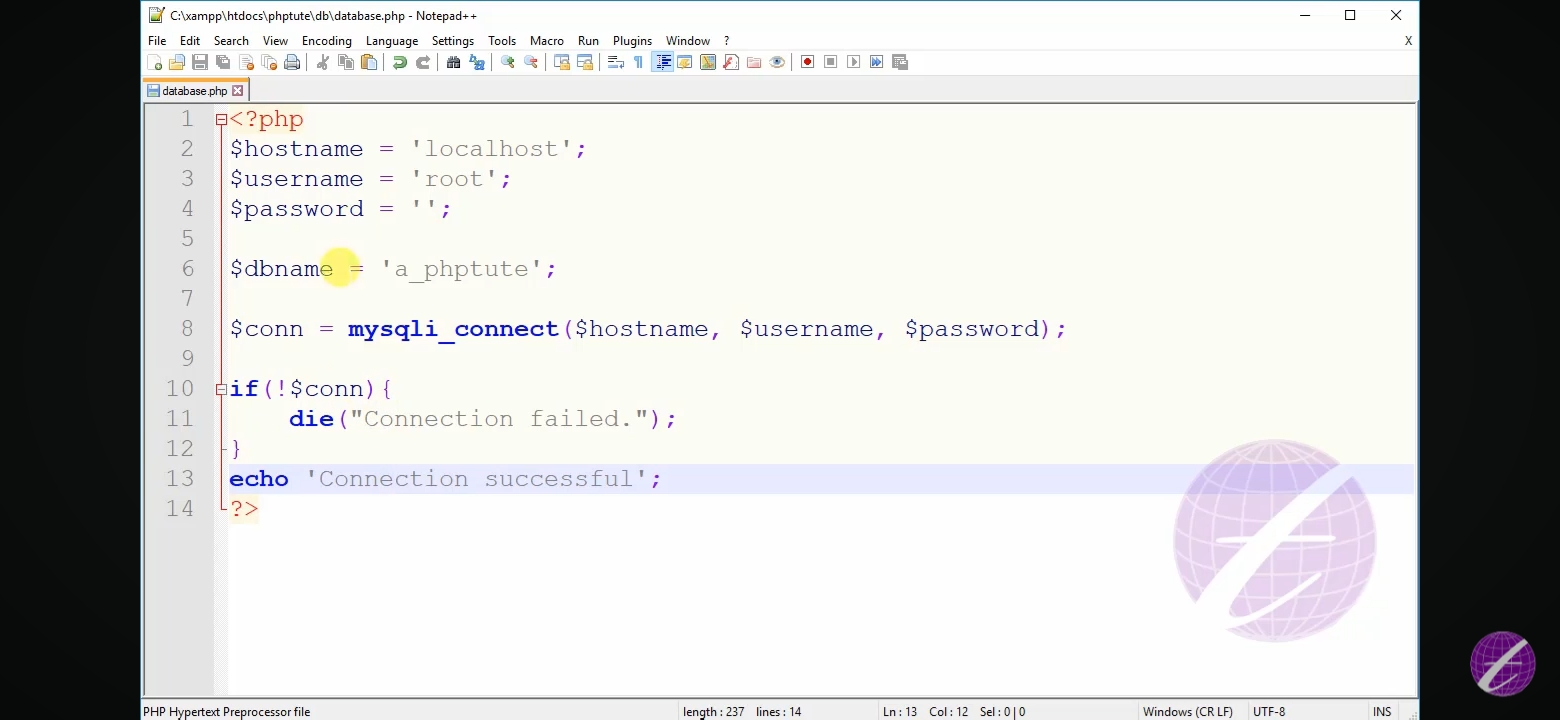 C:\xampp\htdocs\phptute\db\database.php - Notepad++
File Edit Search View Encoding Language Settings Tools Macro Run Plugins Window ? X
database.php
1 <?php
2 $hostname = 'localhost';
3 $username = 'root';
4 $password = '';
5
6 $dbname = 'a_phptute';
7
8 $conn = mysqli_connect($hostname, $username, $password);
9
10 if(!$conn){
11 die("Connection failed.");
12 }
13 echo 'Connection successful';
14 ?>
PHP Hypertext Preprocessor file length : 237 lines : 14 Ln : 13 Col : 12 Sel : 0 | 0 Windows (CR LF) UTF-8 INS